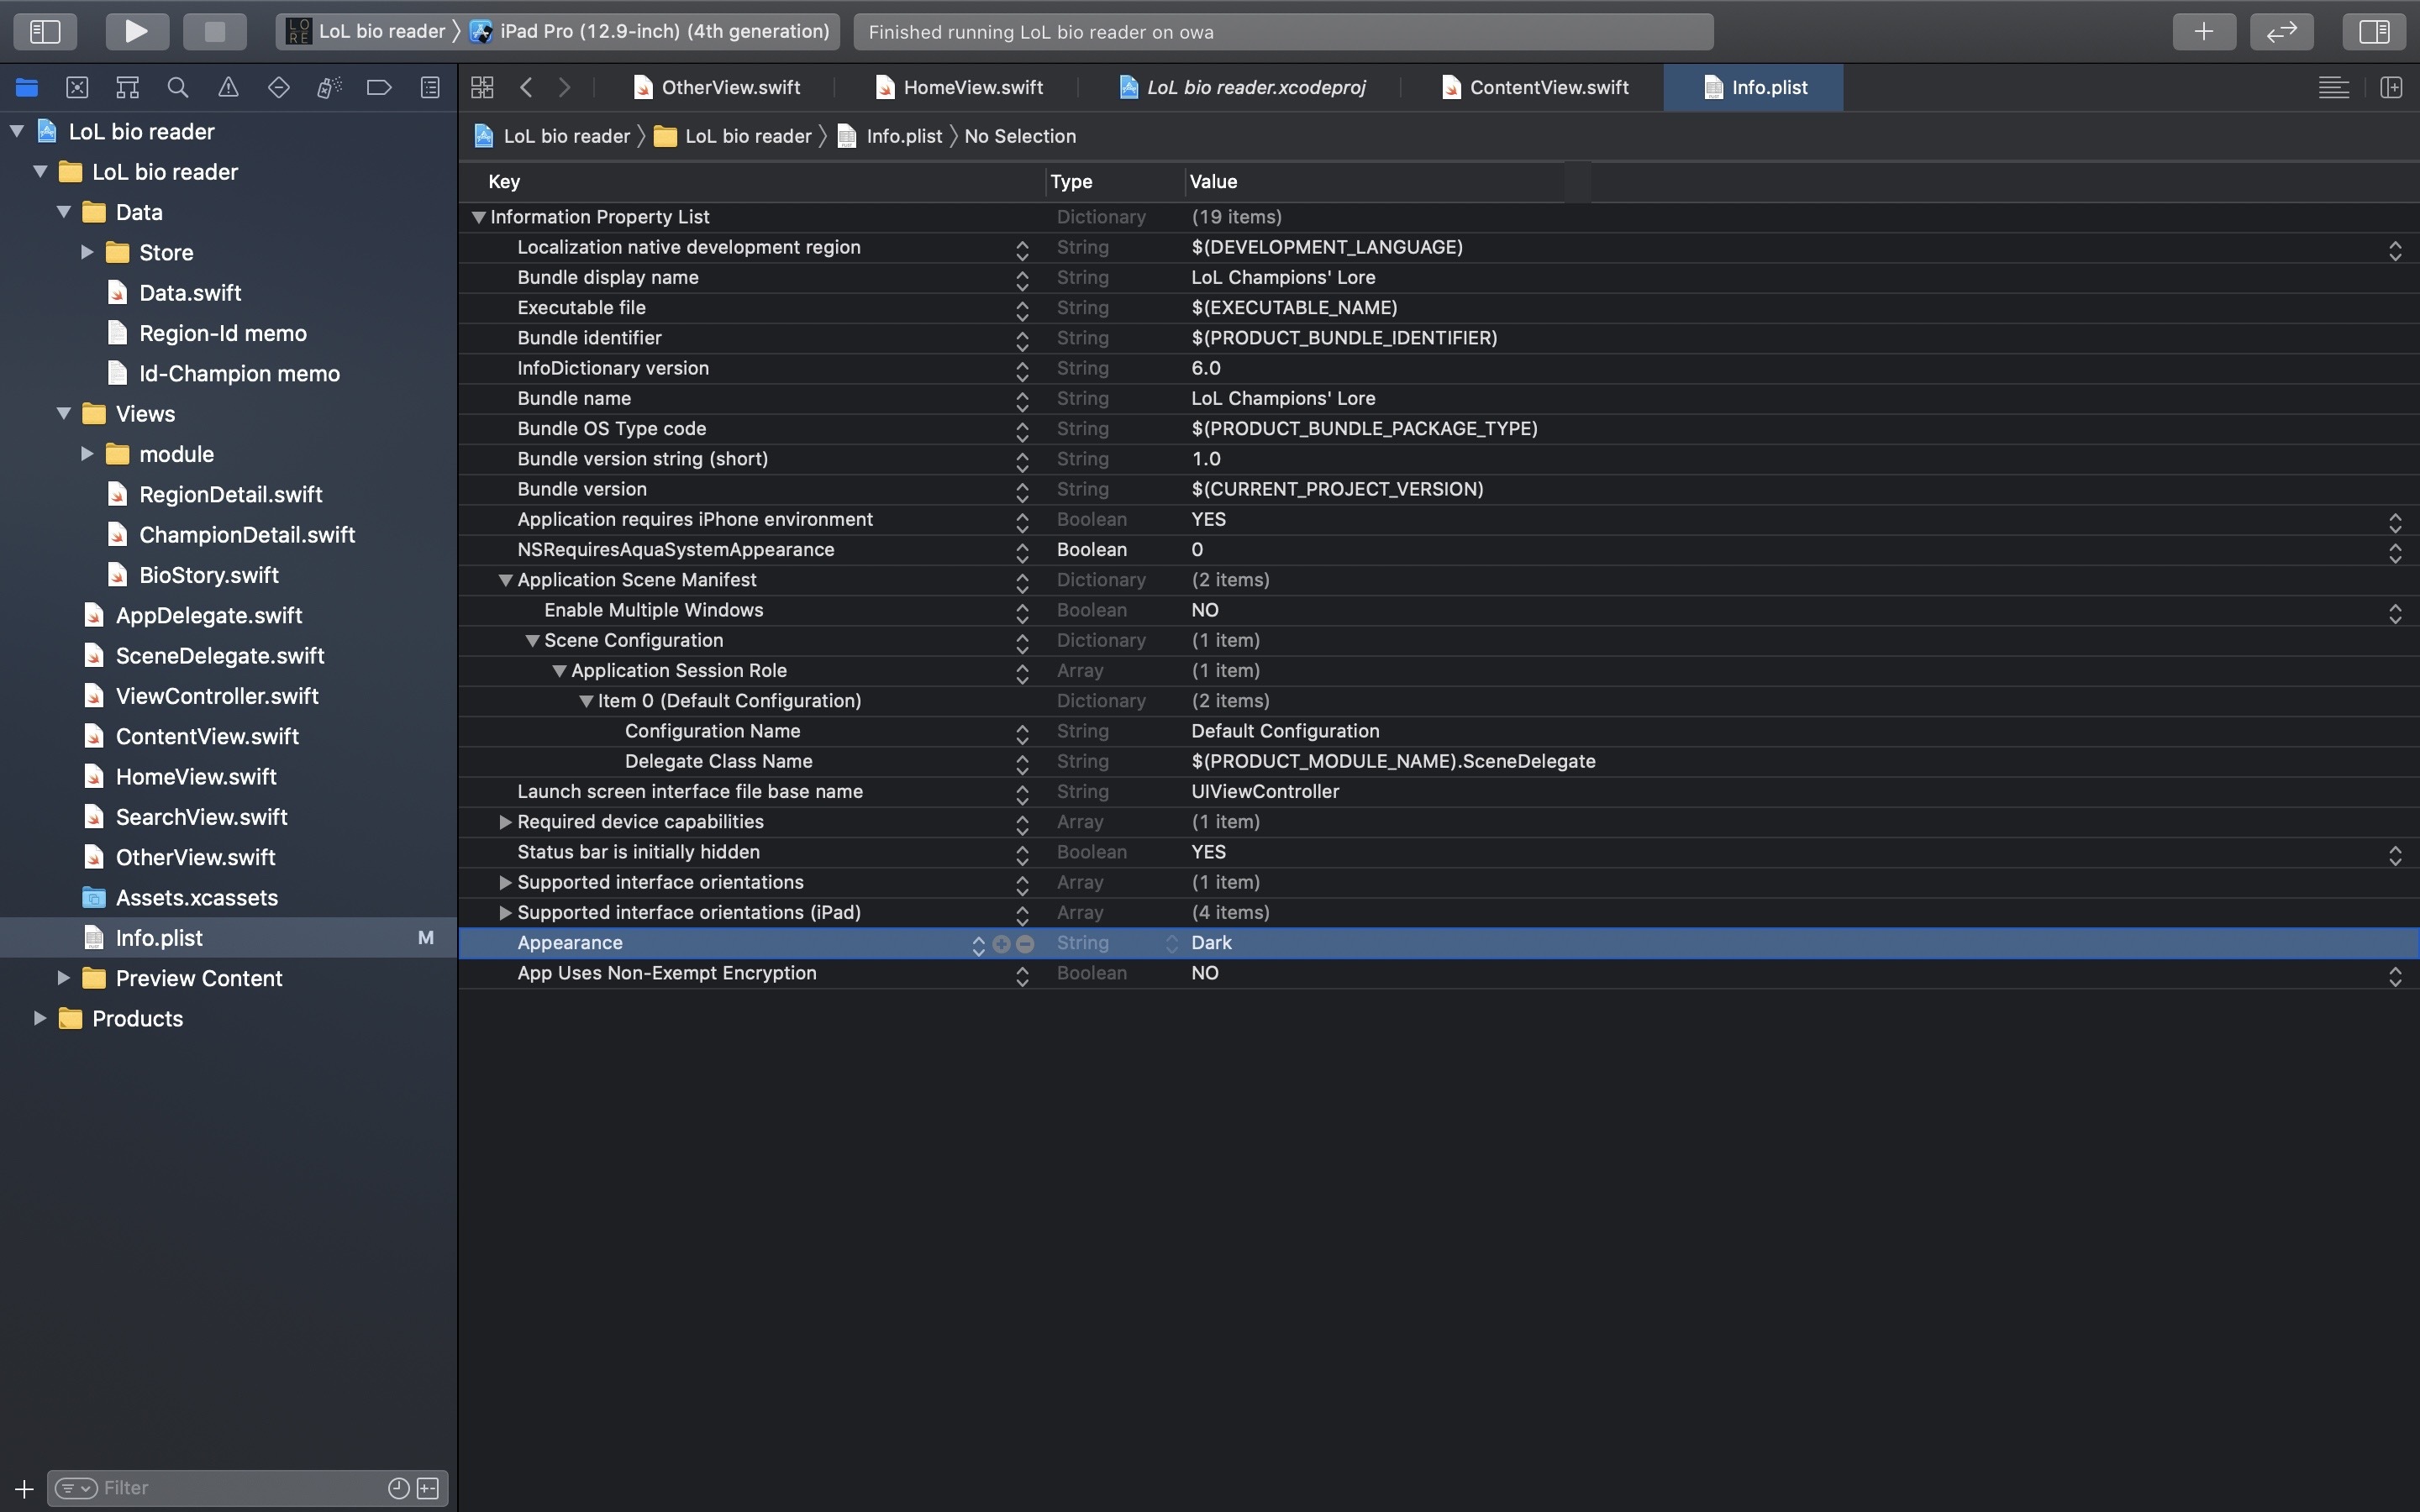 LORE LoL bio reader iPad Pro (12.9-inch) (4th generation) Finished running LoL bio reader on owa
OtherView.swift HomeView.swift LoL bio reader.xcodeproj ContentView.swift Info.plist
LoL bio reader LoL bio reader Info.plist No Selection
LoL bio reader
LoL bio reader
Data
Store
Data.swift
Region-Id memo
Id-Champion memo
Views
module
RegionDetail.swift
ChampionDetail.swift
BioStory.swift
AppDelegate.swift
SceneDelegate.swift
ViewController.swift
ContentView.swift
HomeView.swift
SearchView.swift
OtherView.swift
Assets.xcassets
Info.plist M
Preview Content
Products
Filter
Key Type Value
Information Property List Dictionary (19 items)
Localization native development region String $(DEVELOPMENT_LANGUAGE)
Bundle display name String LoL Champions' Lore
Executable file String $(EXECUTABLE_NAME)
Bundle identifier String $(PRODUCT_BUNDLE_IDENTIFIER)
InfoDictionary version String 6.0
Bundle name String LoL Champions' Lore
Bundle OS Type code String $(PRODUCT_BUNDLE_PACKAGE_TYPE)
Bundle version string (short) String 1.0
Bundle version String $(CURRENT_PROJECT_VERSION)
Application requires iPhone environment Boolean YES
NSRequiresAquaSystemAppearance Boolean 0
Application Scene Manifest Dictionary (2 items)
Enable Multiple Windows Boolean NO
Scene Configuration Dictionary (1 item)
Application Session Role Array (1 item)
Item 0 (Default Configuration) Dictionary (2 items)
Configuration Name String Default Configuration
Delegate Class Name String $(PRODUCT_MODULE_NAME).SceneDelegate
Launch screen interface file base name String UIViewController
Required device capabilities Array (1 item)
Status bar is initially hidden Boolean YES
Supported interface orientations Array (1 item)
Supported interface orientations (iPad) Array (4 items)
Appearance String Dark
App Uses Non-Exempt Encryption Boolean NO